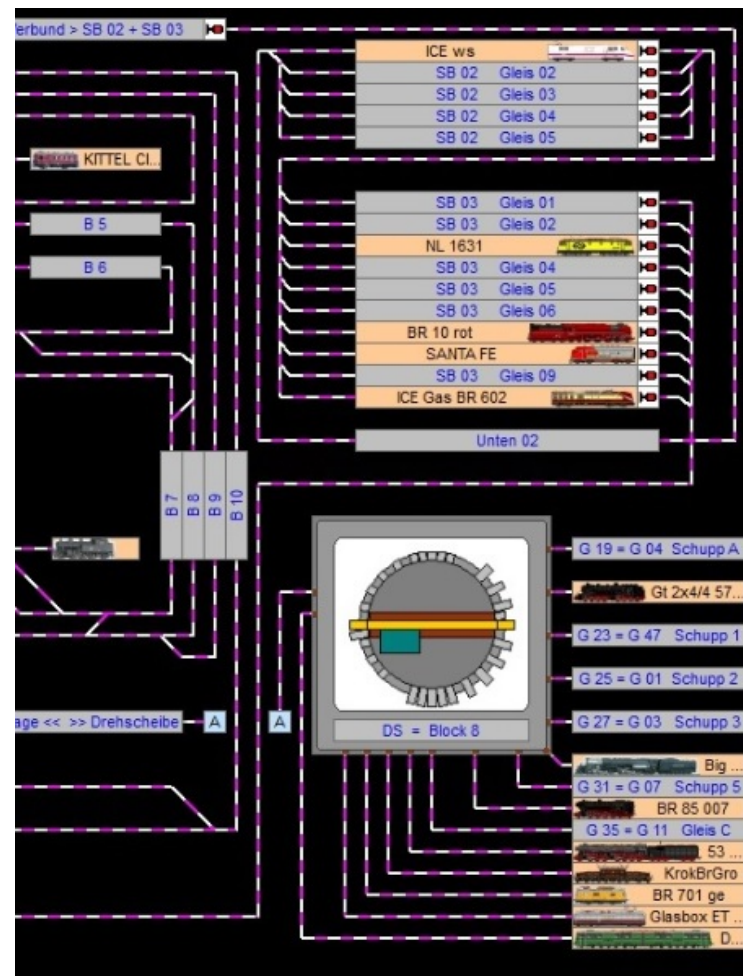 erbund > SB 02 + SB 03
ICE ws
SB 02 Gleis 02
SB 02 Gleis 03
SB 02 Gleis 04
SB 02 Gleis 05
KITTEL CI...
SB 03 Gleis 01
B 5
SB 03 Gleis 02
NL 1631
B 6
SB 03 Gleis 04
SB 03 Gleis 05
SB 03 Gleis 06
BR 10 rot
SANTA FE
SB 03 Gleis 09
ICE Gas BR 602
Unten 02
B 7
B 8
B 9
B 10
G 19 = G 04 Schupp A
Gt 2x4/4 57...
G 23 = G 47 Schupp 1
G 25 = G 01 Schupp 2
age << >> Drehscheibe
A
A
DS = Block 8
G 27 = G 03 Schupp 3
Big ...
G 31 = G 07 Schupp 5
BR 85 007
G 35 = G 11 Gleis C
53 ...
KrokBrGro
BR 701 ge
Glasbox ET ...
D...